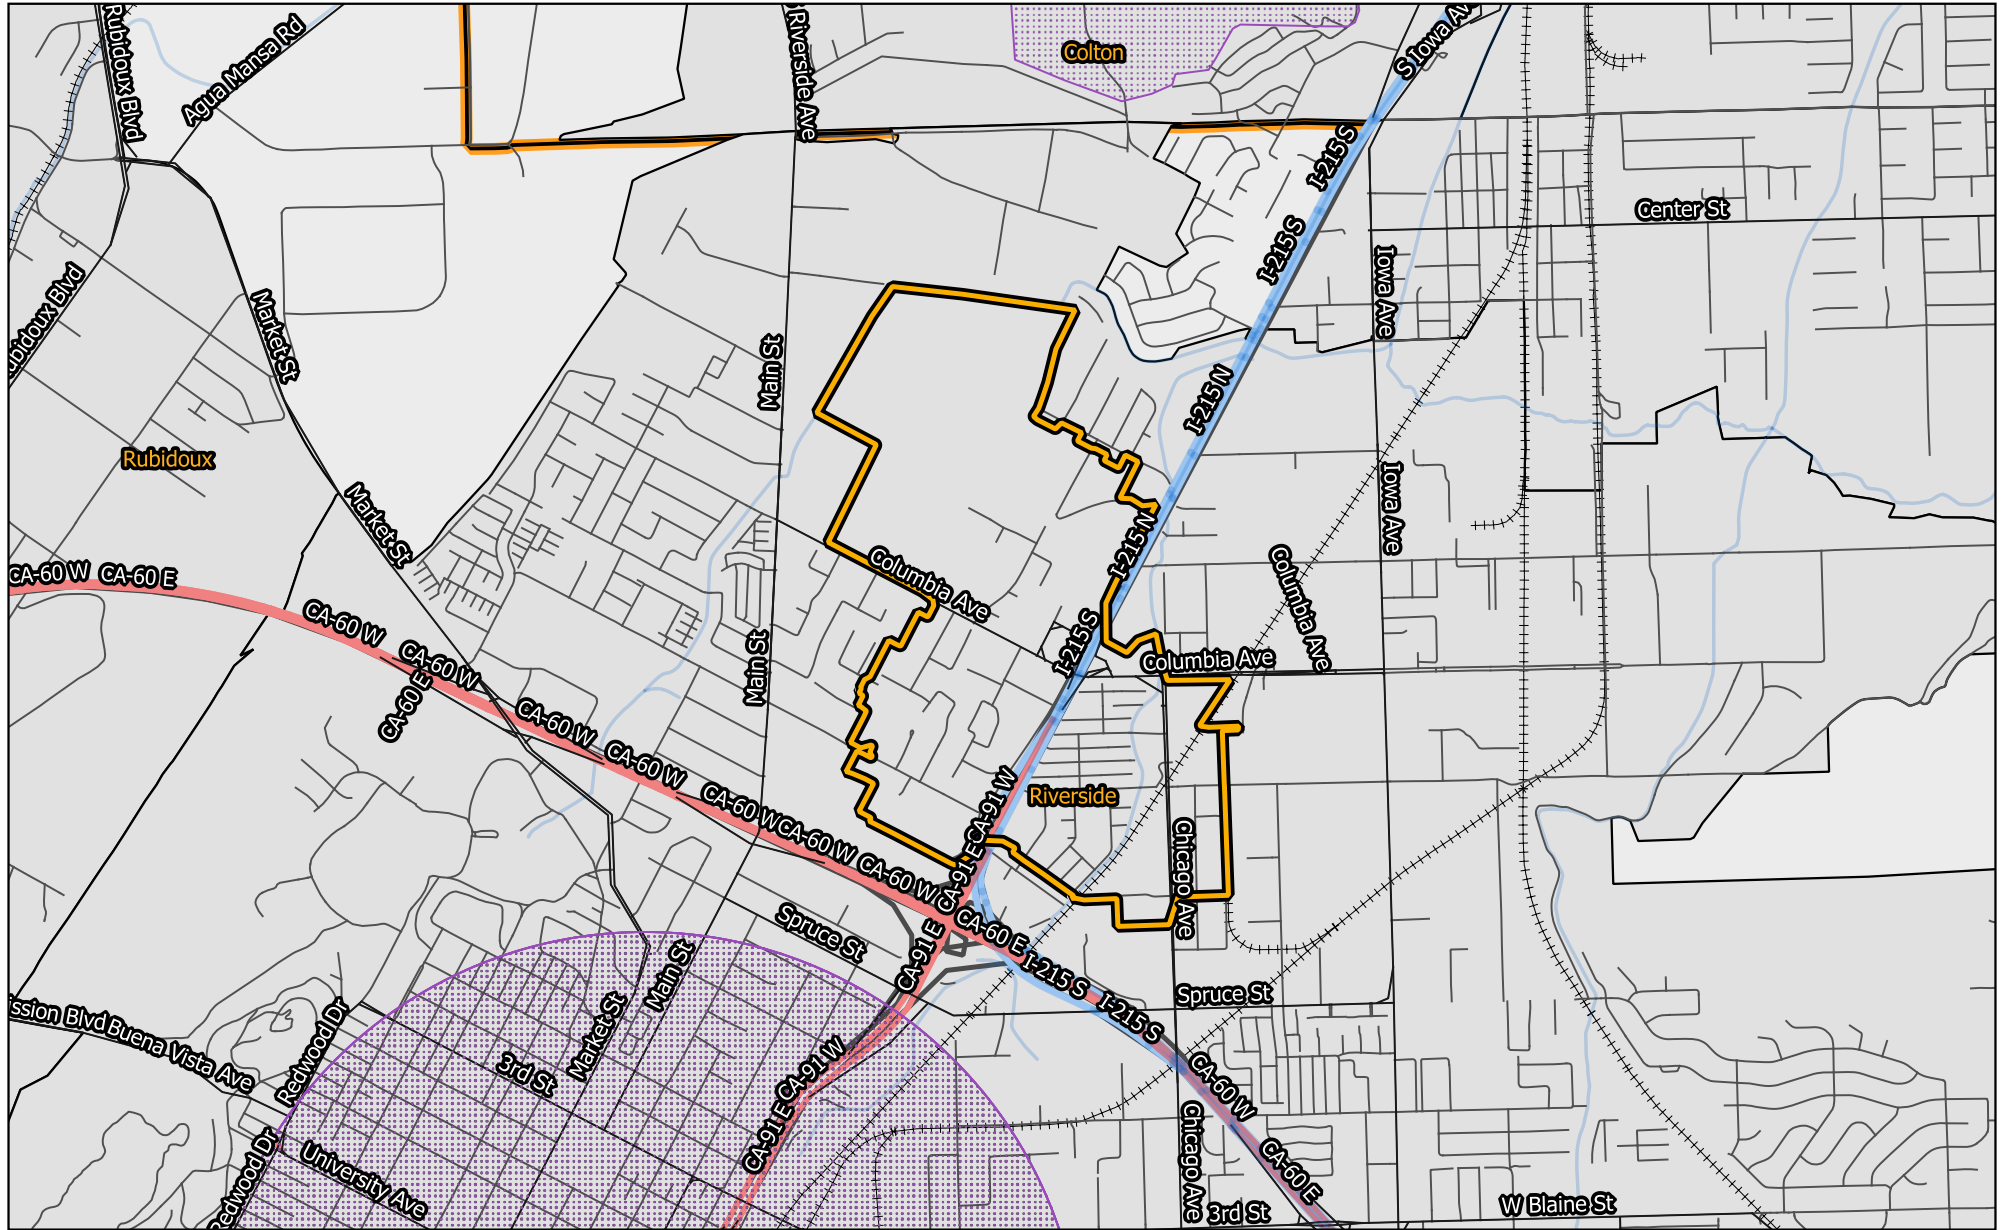 Rubidoux Blvd
Agua Mansa Rd
S Riverside Ave
Colton
S Iowa Av
I-215 S
Center St
I-215 S
Iowa Ave
Market St
Main St
I-215 N
Rubidoux
Iowa Ave
Market St
I-215 N
Columbia Ave
Columbia Ave
CA-60 W
CA-60 E
CA-60 W
I-215 S
Main St
Columbia Ave
CA-60 W
CA-60 E
CA-60 W
CA-60 W
CA-60 W
CA-60 W
CA-60 W
CA-60 W
CA-91 W
CA-91 E
Riverside
Chicago Ave
Spruce St
CA-60 E
CA-91 E
Main St
I-215 S
I-215 S
Spruce St
ssion Blvd
Buena Vista Ave
Redwood Dr
Market St
3rd St
CA-91 W
CA-91 E
CA-60 W
Chicago Ave
CA-60 E
University Ave
Redwood Dr
3rd St
W Blaine St